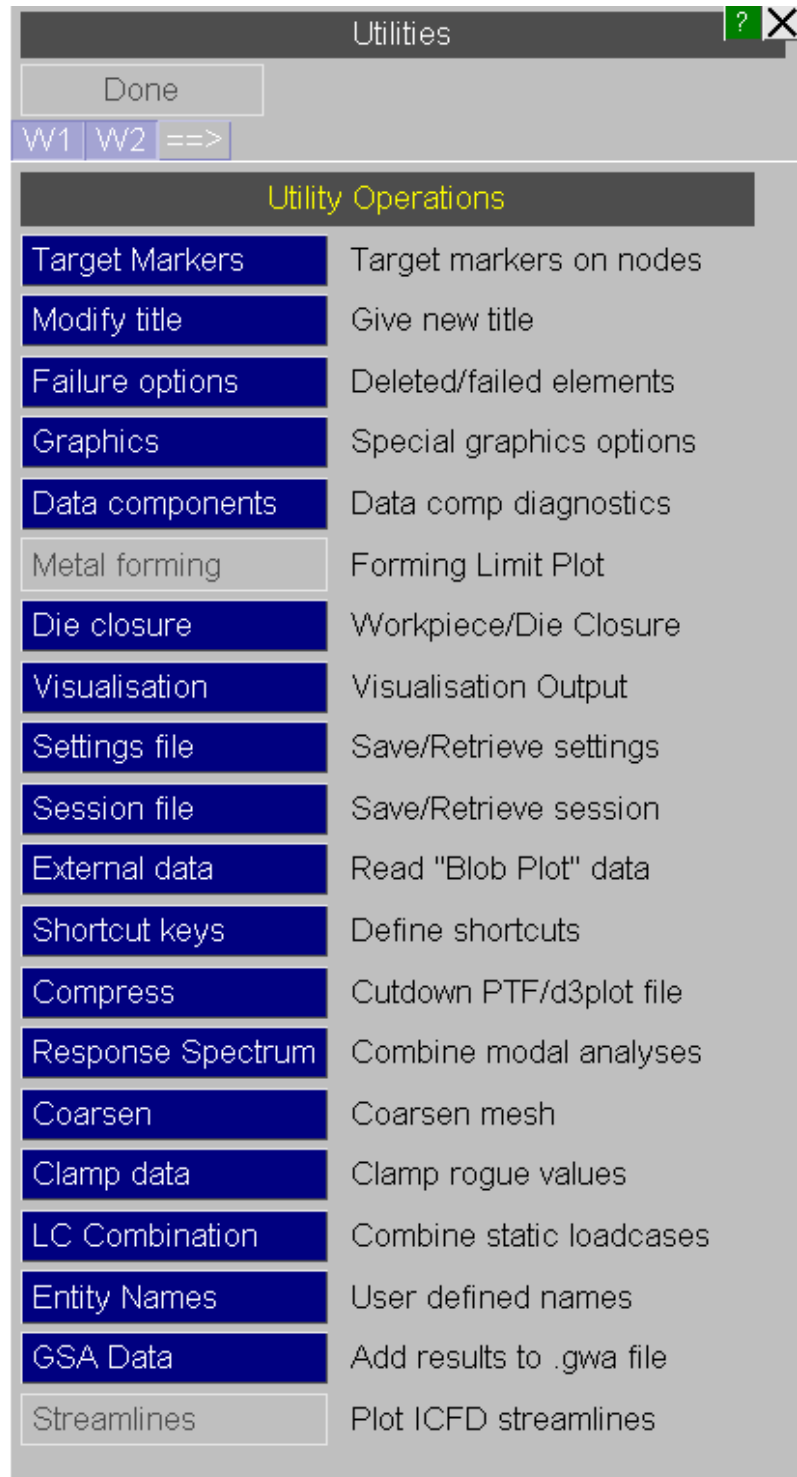 Utilities ?
Done
W1 W2 ==>
Utility Operations
Target Markers Target markers on nodes
Modify title Give new title
Failure options Deleted/failed elements
Graphics Special graphics options
Data components Data comp diagnostics
Metal forming Forming Limit Plot
Die closure Workpiece/Die Closure
Visualisation Visualisation Output
Settings file Save/Retrieve settings
Session file Save/Retrieve session
External data Read "Blob Plot" data
Shortcut keys Define shortcuts
Compress Cutdown PTF/d3plot file
Response Spectrum Combine modal analyses
Coarsen Coarsen mesh
Clamp data Clamp rogue values
LC Combination Combine static loadcases
Entity Names User defined names
GSA Data Add results to .gwa file
Streamlines Plot ICFD streamlines